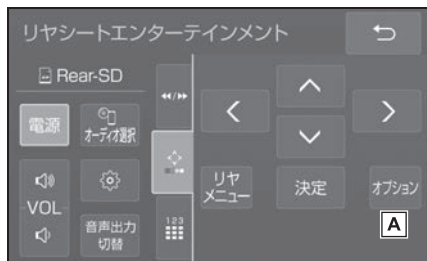 リヤシートエンターテインメント
Rear-SD
電源
オーディオ選択
VOL
音声出力
切替
123
リヤ
メニュー
決定
オプション
A